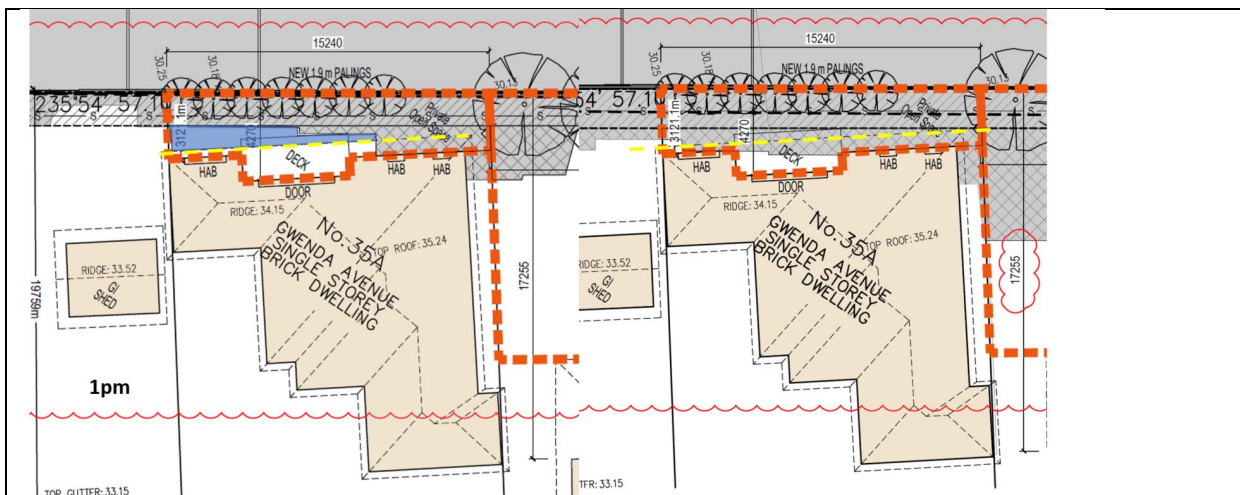 15240
30.25
30.18
NEW 1.9 m PALINGS
30.13
235°54' 57.1
S
S
S
S
Private
Open Space
3121.1m
4270
DECK
HAB
HAB
HAB
DOOR
RIDGE: 34.15
TOP ROOF: 35.24
No.35A
GWENDA AVENUE
SINGLE STOREY
BRICK DWELLING
RIDGE: 33.52
GI
SHED
19759m
17255
1pm
TOP GUTTER: 33.15
15240
30.25
30.18
NEW 1.9 m PALINGS
30.13
54' 57.1
S
S
S
S
Private
Open Space
3121.1m
4270
DECK
HAB
HAB
HAB
DOOR
RIDGE: 34.15
TOP ROOF: 35.24
No.35A
GWENDA AVENUE
SINGLE STOREY
BRICK DWELLING
RIDGE: 33.52
GI
SHED
17255
TFR: 33.15